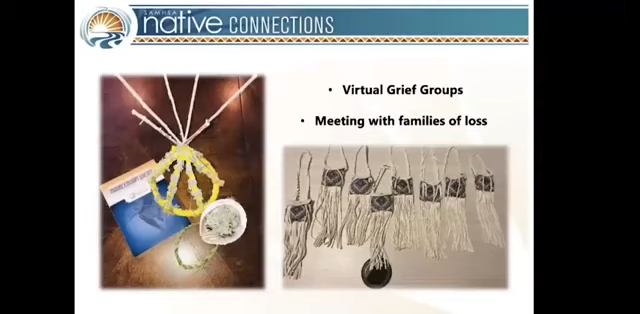 SAMHSA
native CONNECTIONS
• Virtual Grief Groups
• Meeting with families of loss